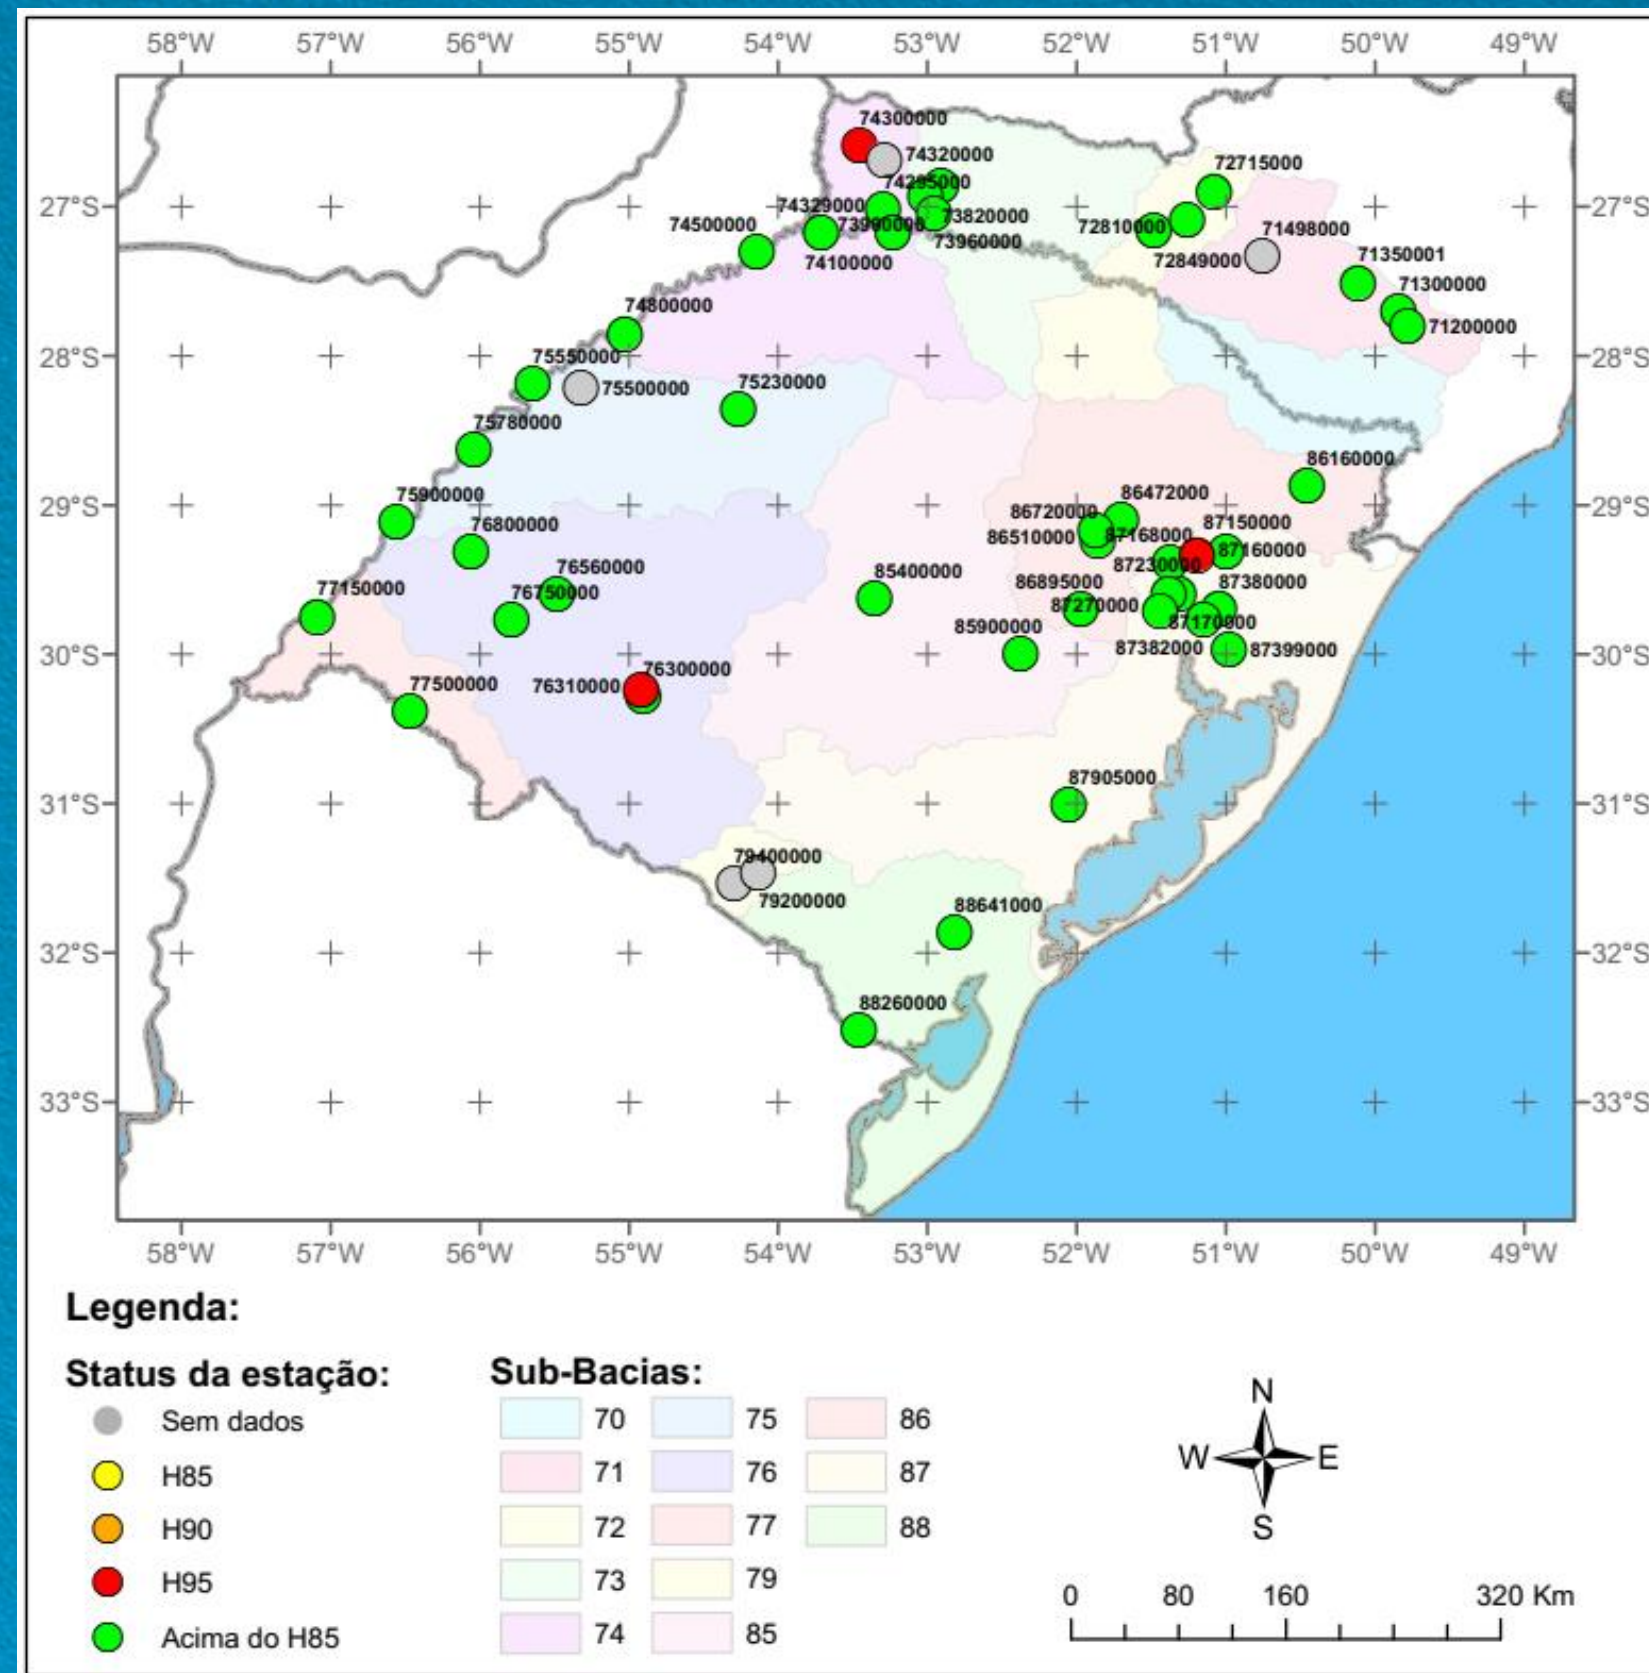 58°W 57°W 56°W 55°W 54°W 53°W 52°W 51°W 50°W 49°W
74300000
74320000
72715000
74295000
27°S
27°S
74329000
73820000
74500000
73990000
72810000
71498000
73960000
71350001
74100000
72849000
71300000
74800000
71200000
28°S
28°S
75550000
75230000
75500000
75780000
86160000
75900000
86472000
29°S
29°S
86720000
76800000
87150000
86510000
87168000
87160000
76560000
87230000
85400000
77150000
76750000
86895000
87380000
87270000
87170000
85900000
87382000
87399000
30°S
30°S
76300000
77500000
76310000
87905000
31°S
31°S
79400000
79200000
88641000
32°S
32°S
88260000
33°S
33°S
58°W 57°W 56°W 55°W 54°W 53°W 52°W 51°W 50°W 49°W
Legenda:
Status da estação:
Sem dados
H85
H90
H95
Acima do H85
Sub-Bacias:
70 75 86
71 76 87
72 77 88
73 79
74 85
N
W E
S
0 80 160 320 Km